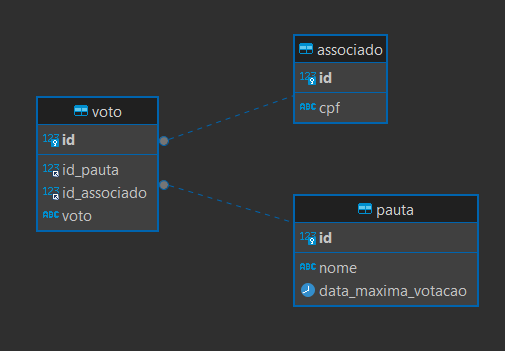 voto
123 id
123 id_pauta
123 id_associado
ABC voto
associado
123 id
ABC cpf
pauta
123 id
ABC nome
data_maxima_votacao